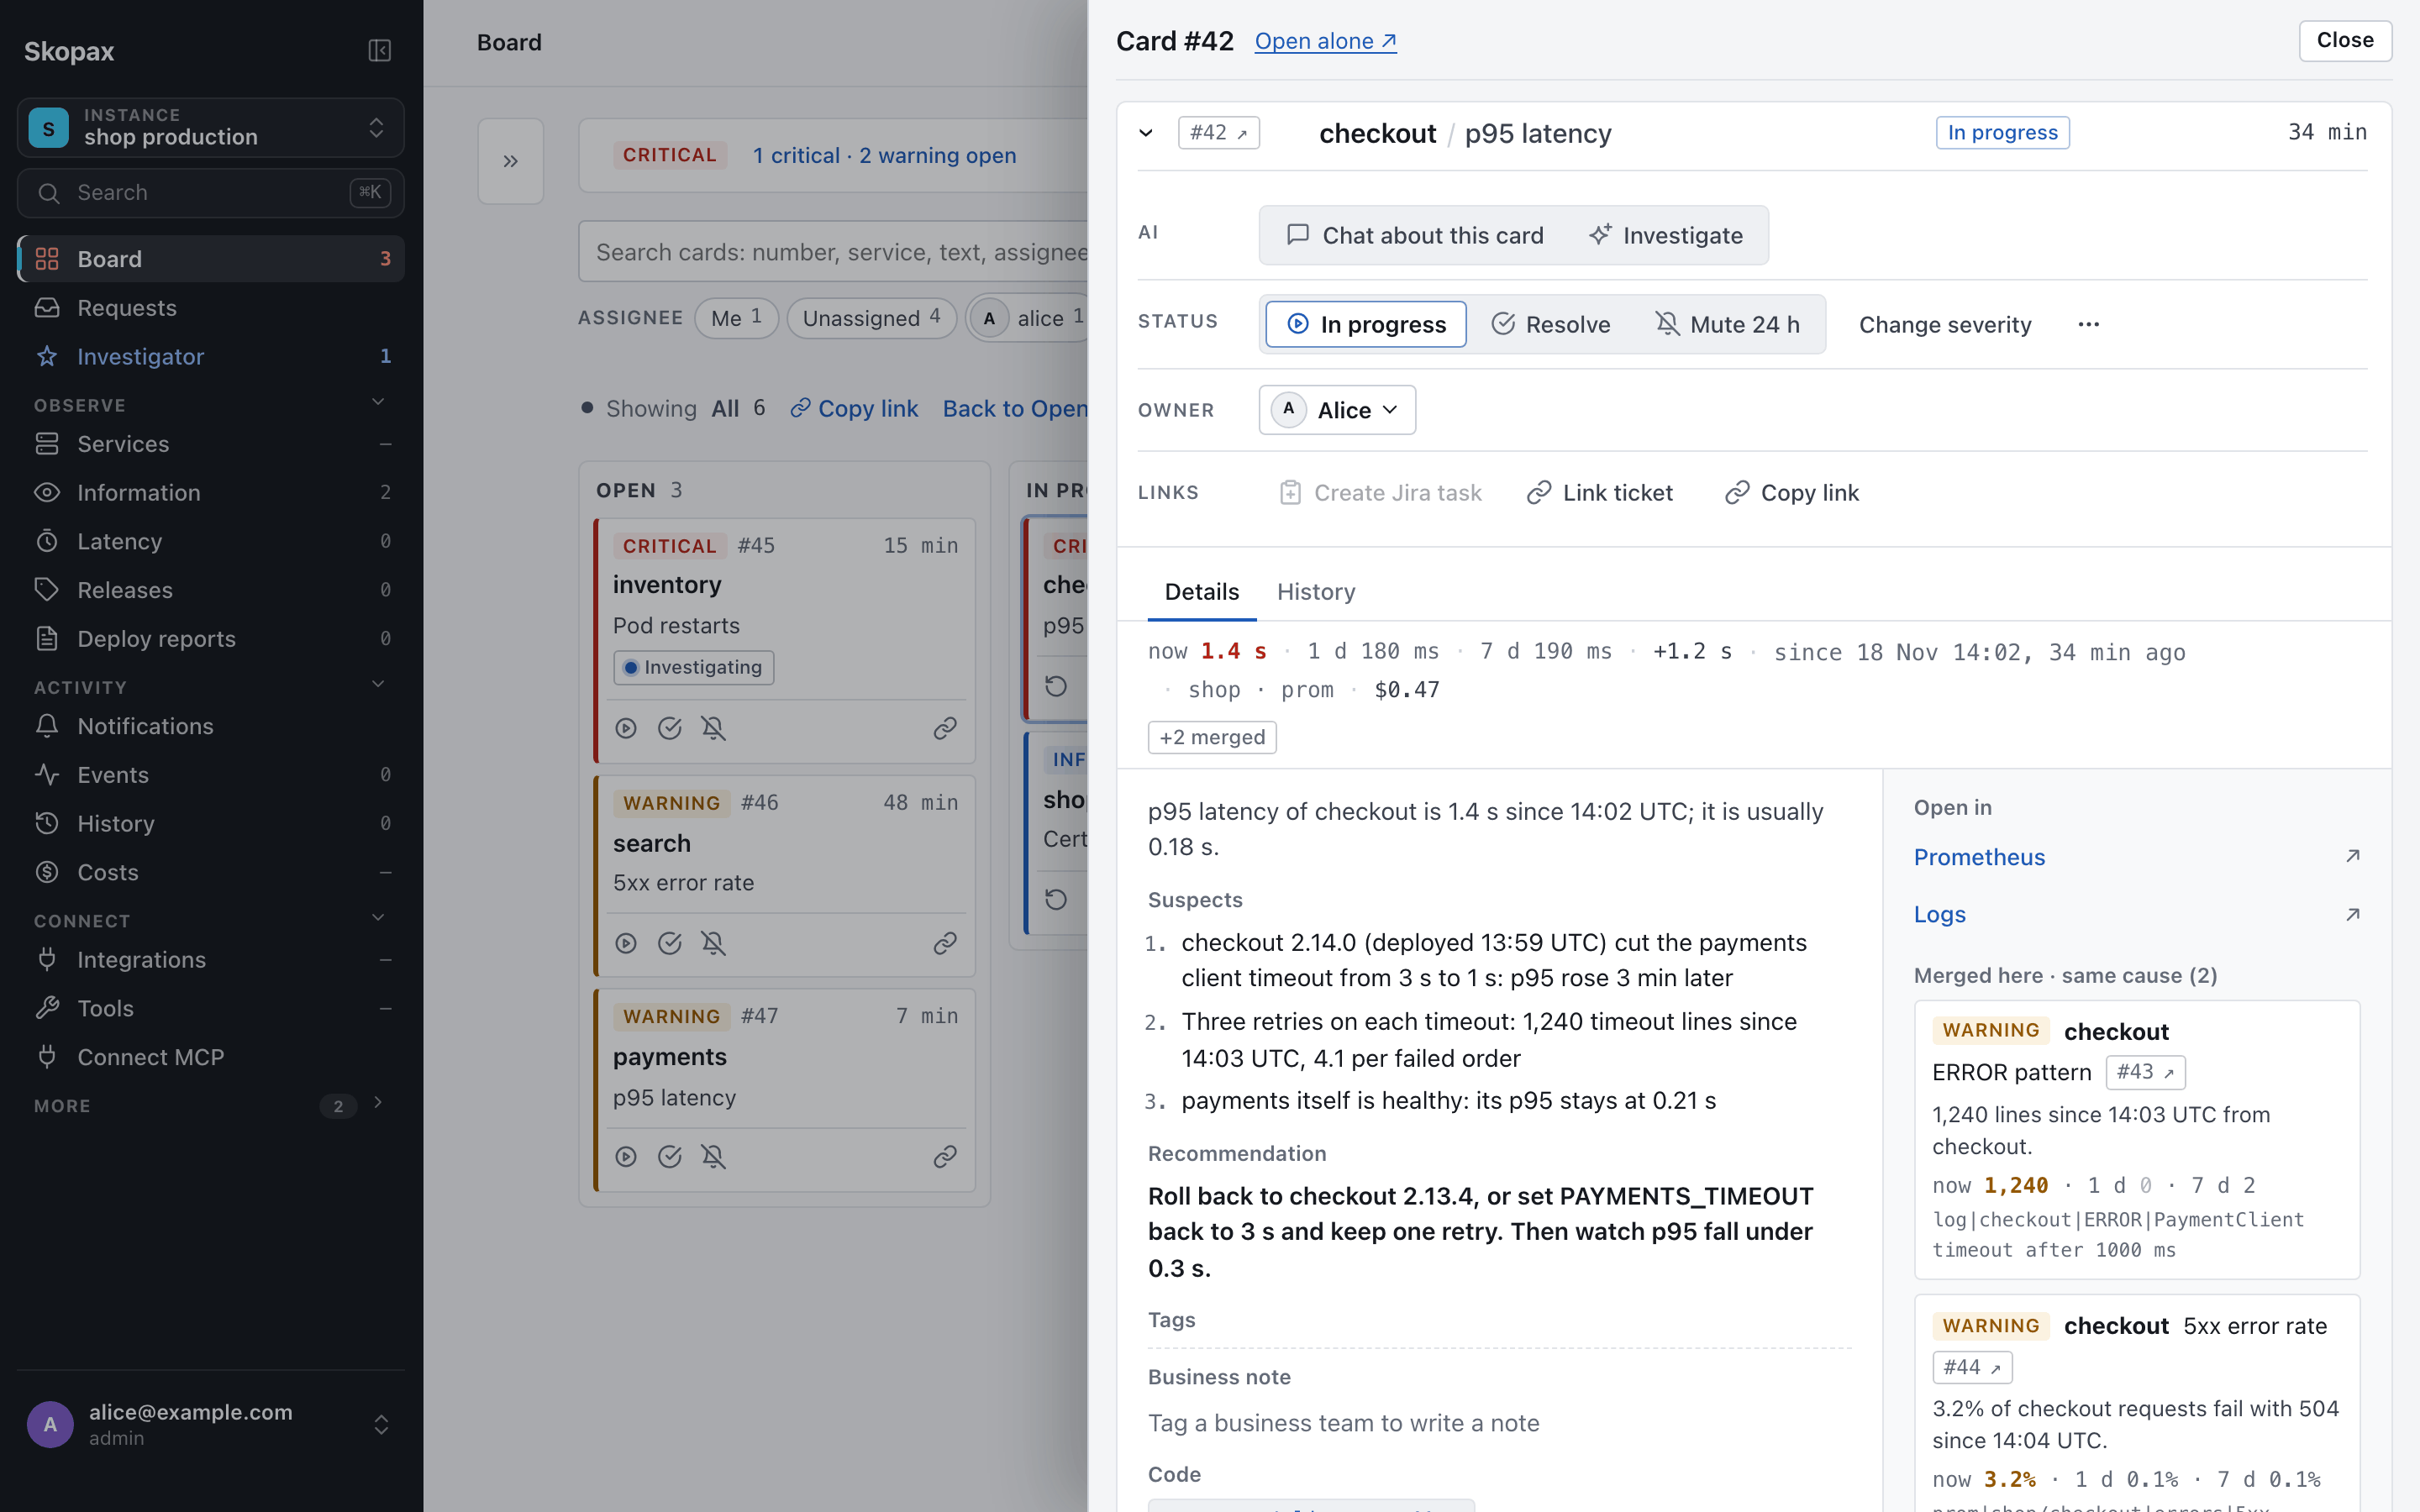 Skopax
INSTANCE
S shop production
Search ⌘K
Board 3
Requests
Investigator 1
OBSERVE
Services –
Information 2
Latency 0
Releases 0
Deploy reports 0
ACTIVITY
Notifications
Events 0
History 0
Costs –
CONNECT
Integrations –
Tools –
Connect MCP
MORE 2
A alice@example.com
admin
Board
CRITICAL 1 critical · 2 warning open
Search cards: number, service, text, assignee
ASSIGNEE Me 1 Unassigned 4 A alice 1
Showing All 6 Copy link Back to Open
OPEN 3
CRITICAL #45 15 min
inventory
Pod restarts
Investigating
WARNING #46 48 min
search
5xx error rate
WARNING #47 7 min
payments
p95 latency
IN PR
CRI
che
p95
INF
sho
Cert
Card #42 Open alone ↗ Close
#42 ↗ checkout / p95 latency In progress 34 min
AI Chat about this card Investigate
STATUS In progress Resolve Mute 24 h Change severity ···
OWNER A Alice
LINKS Create Jira task Link ticket Copy link
Details History
now 1.4 s · 1 d 180 ms · 7 d 190 ms · +1.2 s · since 18 Nov 14:02, 34 min ago
· shop · prom · $0.47
+2 merged
p95 latency of checkout is 1.4 s since 14:02 UTC; it is usually
0.18 s.
Suspects
1. checkout 2.14.0 (deployed 13:59 UTC) cut the payments
client timeout from 3 s to 1 s: p95 rose 3 min later
2. Three retries on each timeout: 1,240 timeout lines since
14:03 UTC, 4.1 per failed order
3. payments itself is healthy: its p95 stays at 0.21 s
Recommendation
Roll back to checkout 2.13.4, or set PAYMENTS_TIMEOUT
back to 3 s and keep one retry. Then watch p95 fall under
0.3 s.
Tags
Business note
Tag a business team to write a note
Code
Open in
Prometheus ↗
Logs ↗
Merged here · same cause (2)
WARNING checkout
ERROR pattern #43 ↗
1,240 lines since 14:03 UTC from
checkout.
now 1,240 · 1 d 0 · 7 d 2
log|checkout|ERROR|PaymentClient
timeout after 1000 ms
WARNING checkout 5xx error rate
#44 ↗
3.2% of checkout requests fail with 504
since 14:04 UTC.
now 3.2% · 1 d 0.1% · 7 d 0.1%
prom|shop/checkout|errors|5xx